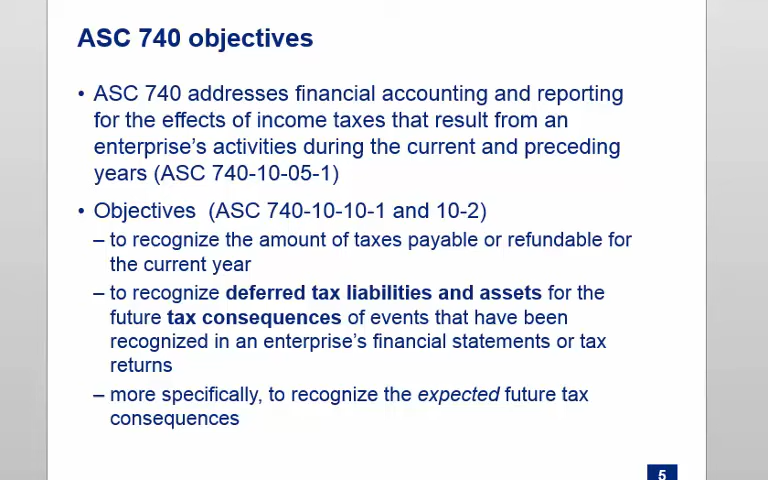 ASC 740 objectives
• ASC 740 addresses financial accounting and reporting
for the effects of income taxes that result from an
enterprise’s activities during the current and preceding
years (ASC 740-10-05-1)
• Objectives (ASC 740-10-10-1 and 10-2)
– to recognize the amount of taxes payable or refundable for
the current year
– to recognize deferred tax liabilities and assets for the
future tax consequences of events that have been
recognized in an enterprise’s financial statements or tax
returns
– more specifically, to recognize the expected future tax
consequences
5